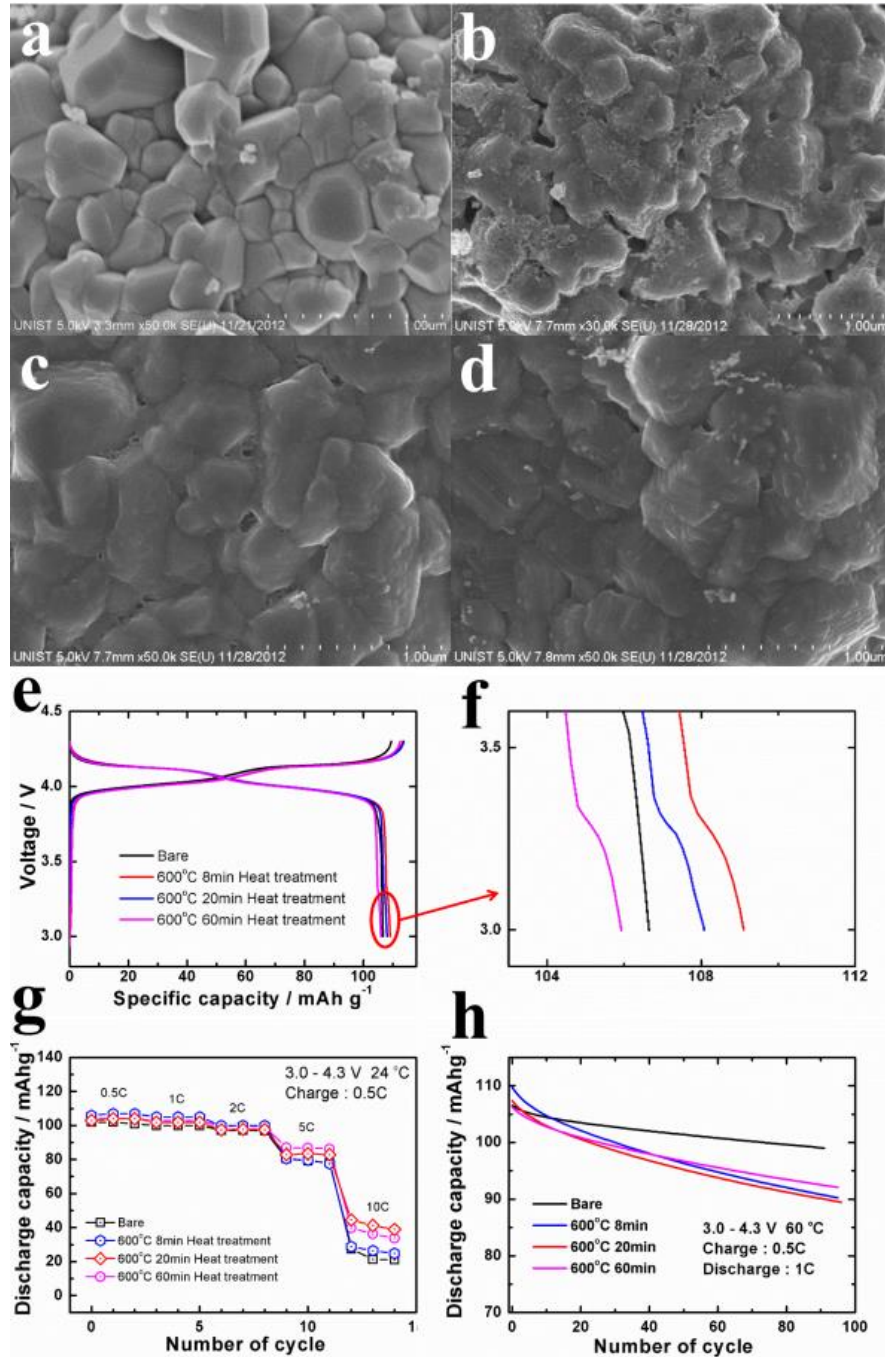 a
b
UNIST 5.0kV 3.3mm x50.0k SE(U) 11/21/2012 1.00um
UNIST 5.0kV 7.7mm x30.0k SE(U) 11/28/2012 1.00um
c
d
UNIST 5.0kV 7.7mm x50.0k SE(U) 11/28/2012 1.00um
UNIST 5.0kV 7.8mm x50.0k SE(U) 11/28/2012 1.00um
e
4.5
4.0
3.5
3.0
Voltage / V
Bare
600°C 8min Heat treatment
600°C 20min Heat treatment
600°C 60min Heat treatment
0 20 40 60 80 100 120
Specific capacity / mAh g-1
f
3.5
3.0
104 108 112
g
140
120
100
80
60
40
20
0
Discharge capacity / mAhg-1
3.0 - 4.3 V 24 °C
Charge : 0.5C
0.5C
1C
2C
5C
10C
Bare
600°C 8min Heat treatment
600°C 20min Heat treatment
600°C 60min Heat treatment
0 5 10
Number of cycle
h
110
100
90
80
70
Discharge capacity / mAhg-1
Bare
600°C 8min
600°C 20min
600°C 60min
3.0 - 4.3 V 60 °C
Charge : 0.5C
Discharge : 1C
0 20 40 60 80 100
Number of cycle